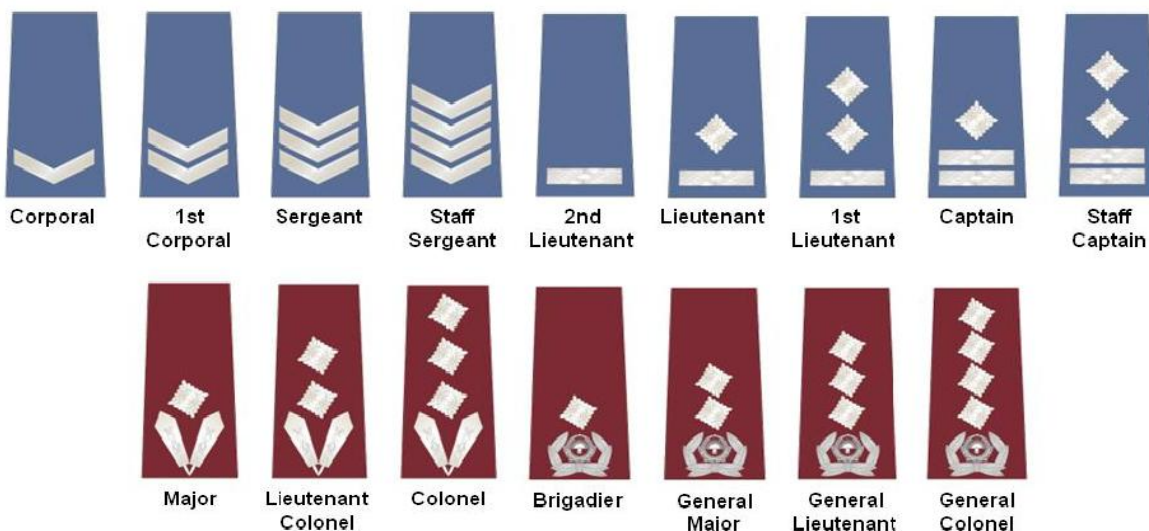 Corporal
1st
Corporal
Sergeant
Staff
Sergeant
2nd
Lieutenant
Lieutenant
1st
Lieutenant
Captain
Staff
Captain
Major
Lieutenant
Colonel
Colonel
Brigadier
General
Major
General
Lieutenant
General
Colonel